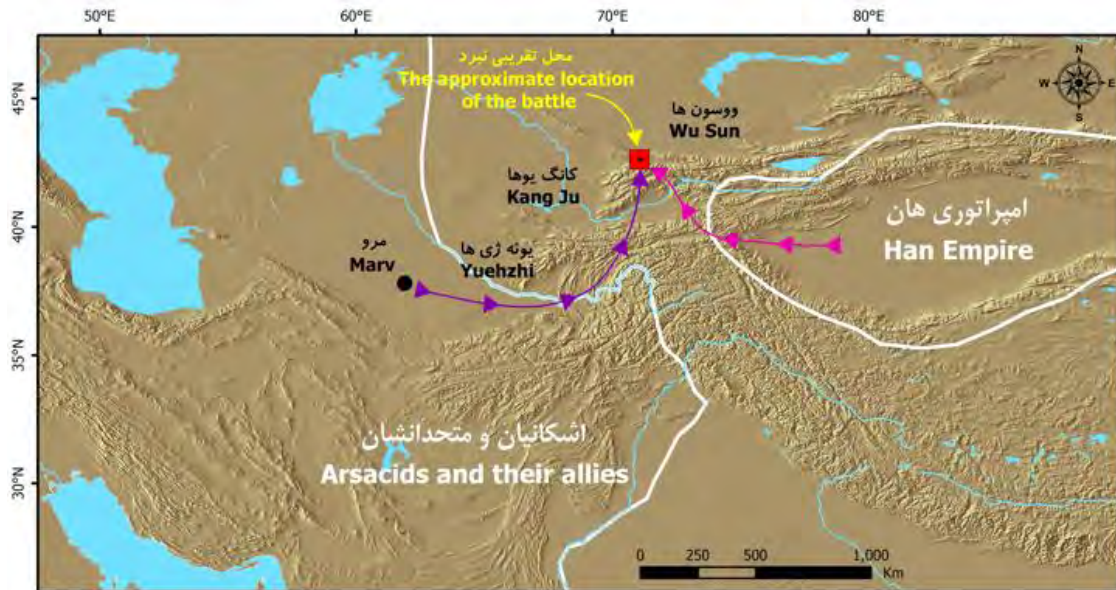 50°E
60°E
70°E
80°E
محل تقریبی نبرد
The approximate location
of the battle
N
W
E
S
45°N
ووسون ها
Wu Sun
کانگ یوها
Kang Ju
40°N
امپراتوری هان
Han Empire
مرو
Marv
یوئه ژی ها
Yuehzhi
35°N
اشکانیان و متحدانشان
Arsacids and their allies
30°N
0
250
500
1,000
Km